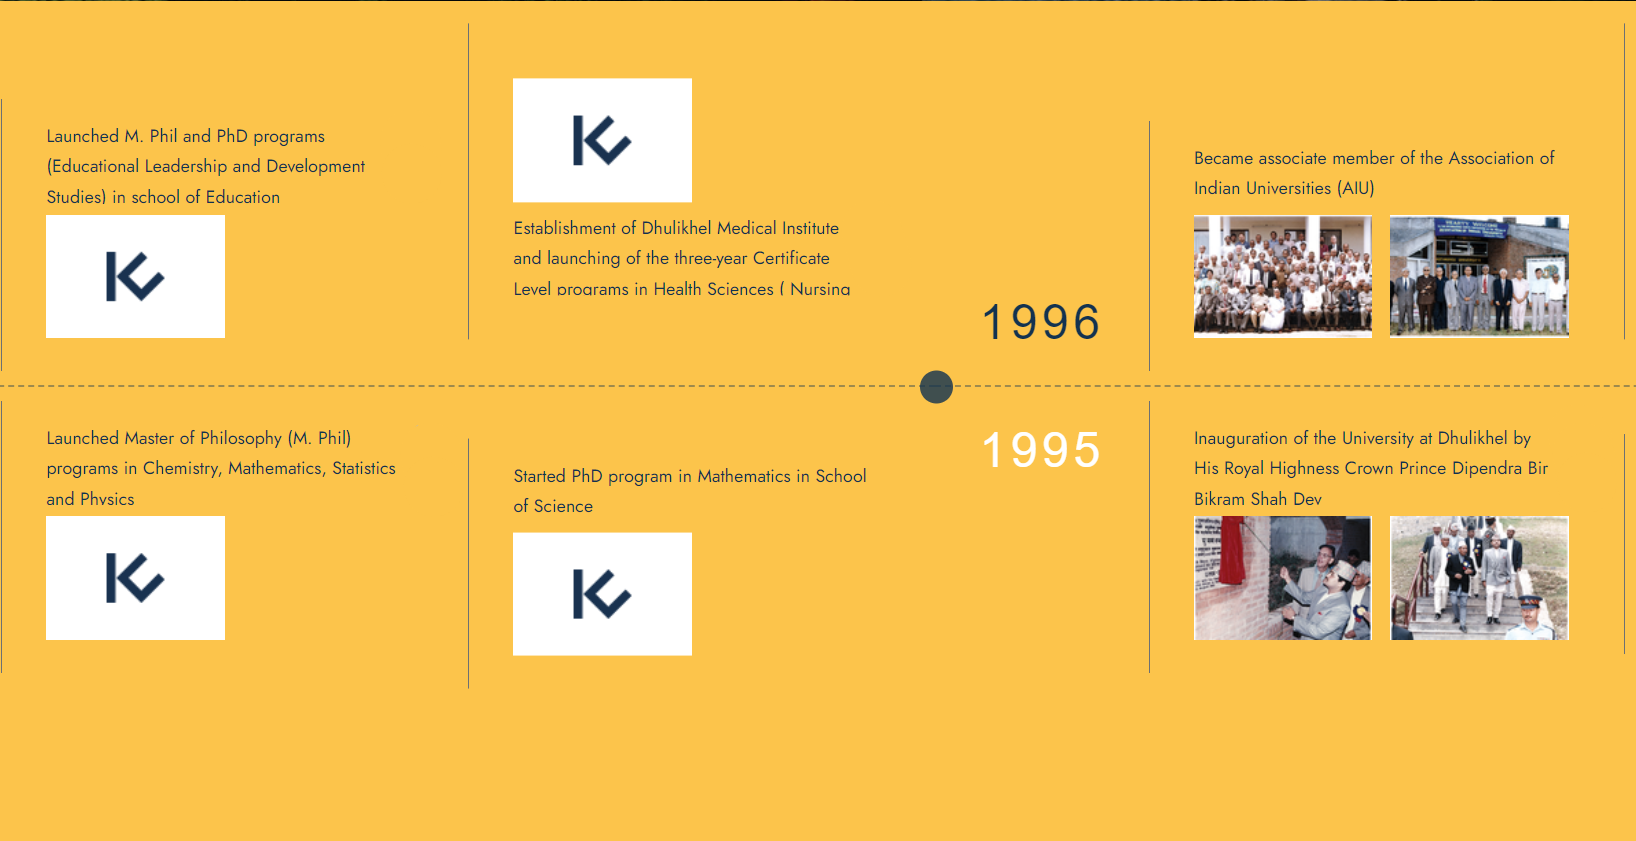 Launched M. Phil and PhD programs
(Educational Leadership and Development
Studies) in school of Education
Establishment of Dhulikhel Medical Institute
and launching of the three-year Certificate
Level programs in Health Sciences ( Nursing
1996
Became associate member of the Association of
Indian Universities (AIU)
Launched Master of Philosophy (M. Phil)
programs in Chemistry, Mathematics, Statistics
and Physics
Started PhD program in Mathematics in School
of Science
1995
Inauguration of the University at Dhulikhel by
His Royal Highness Crown Prince Dipendra Bir
Bikram Shah Dev